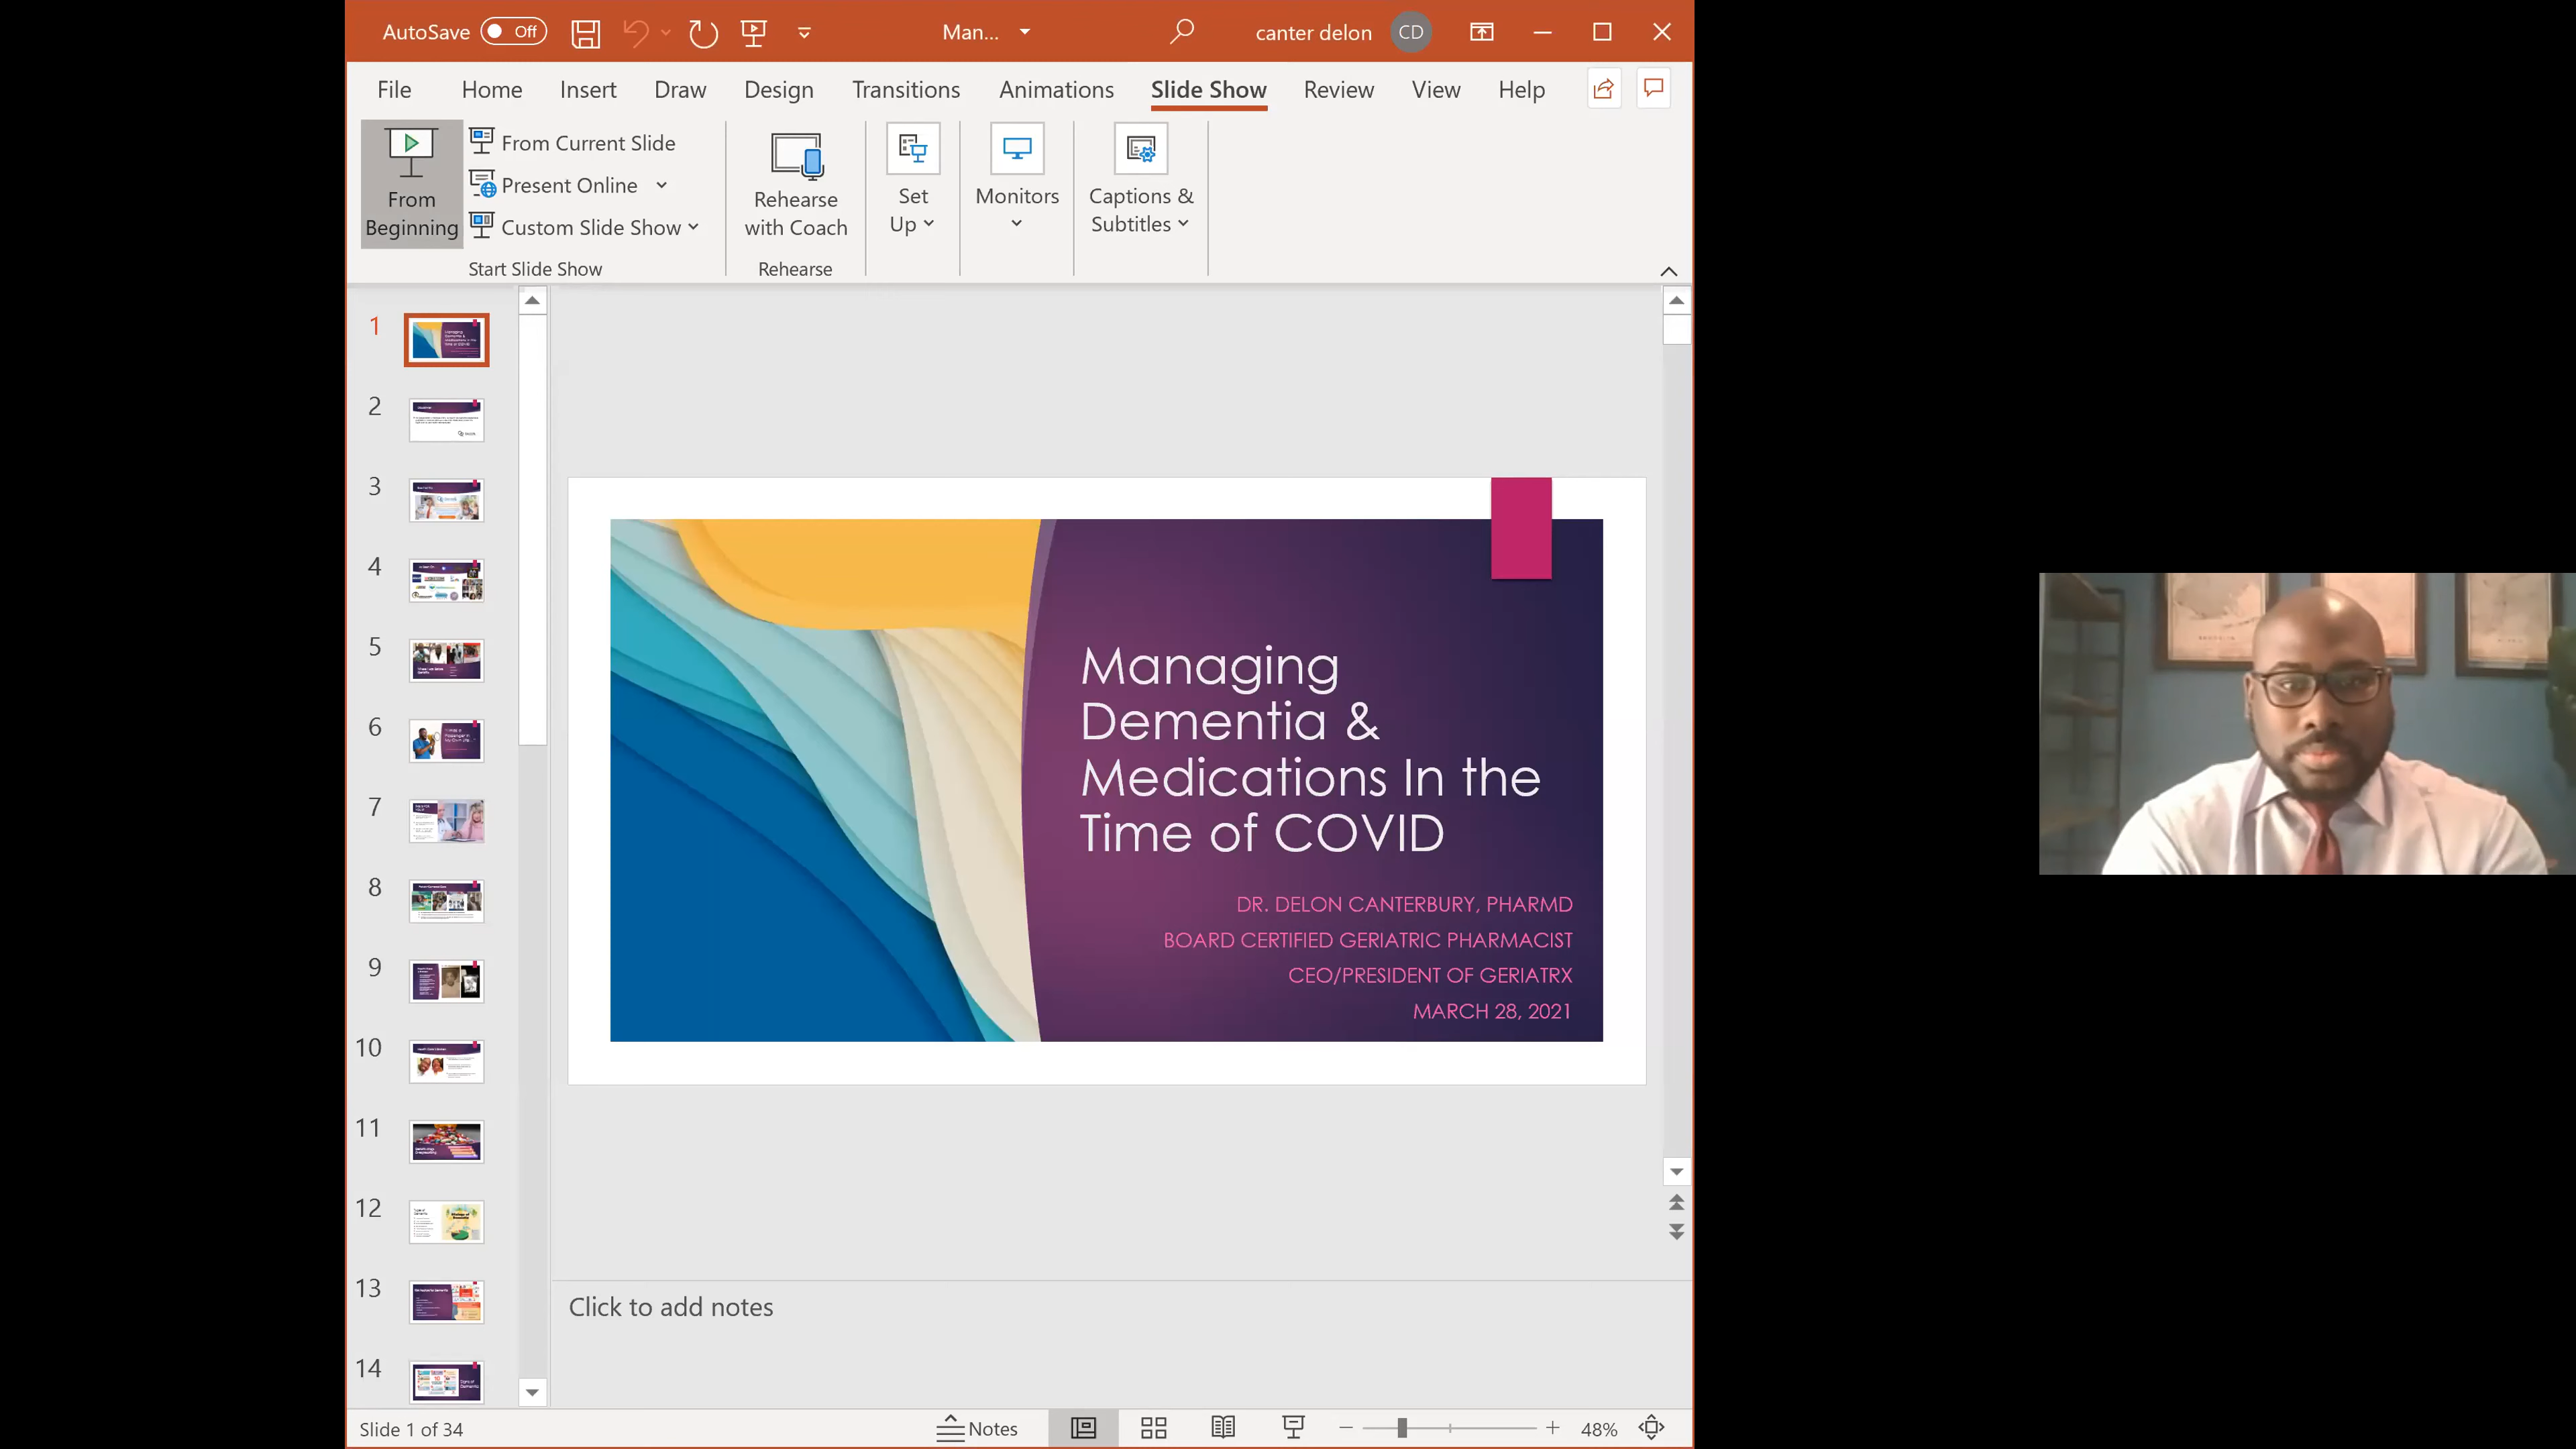 AutoSave Off Man... canter delon CD
File Home Insert Draw Design Transitions Animations Slide Show Review View Help
From Beginning
From Current Slide
Present Online
Custom Slide Show
Start Slide Show
Rehearse
with Coach
Rehearse
Set
Up
Monitors
Captions &
Subtitles
1
2
3
4
5
6
7
8
9
10
11
12
13
14
Managing
Dementia &
Medications In the
Time of COVID
DR. DELON CANTERBURY, PHARMD
BOARD CERTIFIED GERIATRIC PHARMACIST
CEO/PRESIDENT OF GERIATRX
MARCH 28, 2021
Click to add notes
Slide 1 of 34 Notes 48%